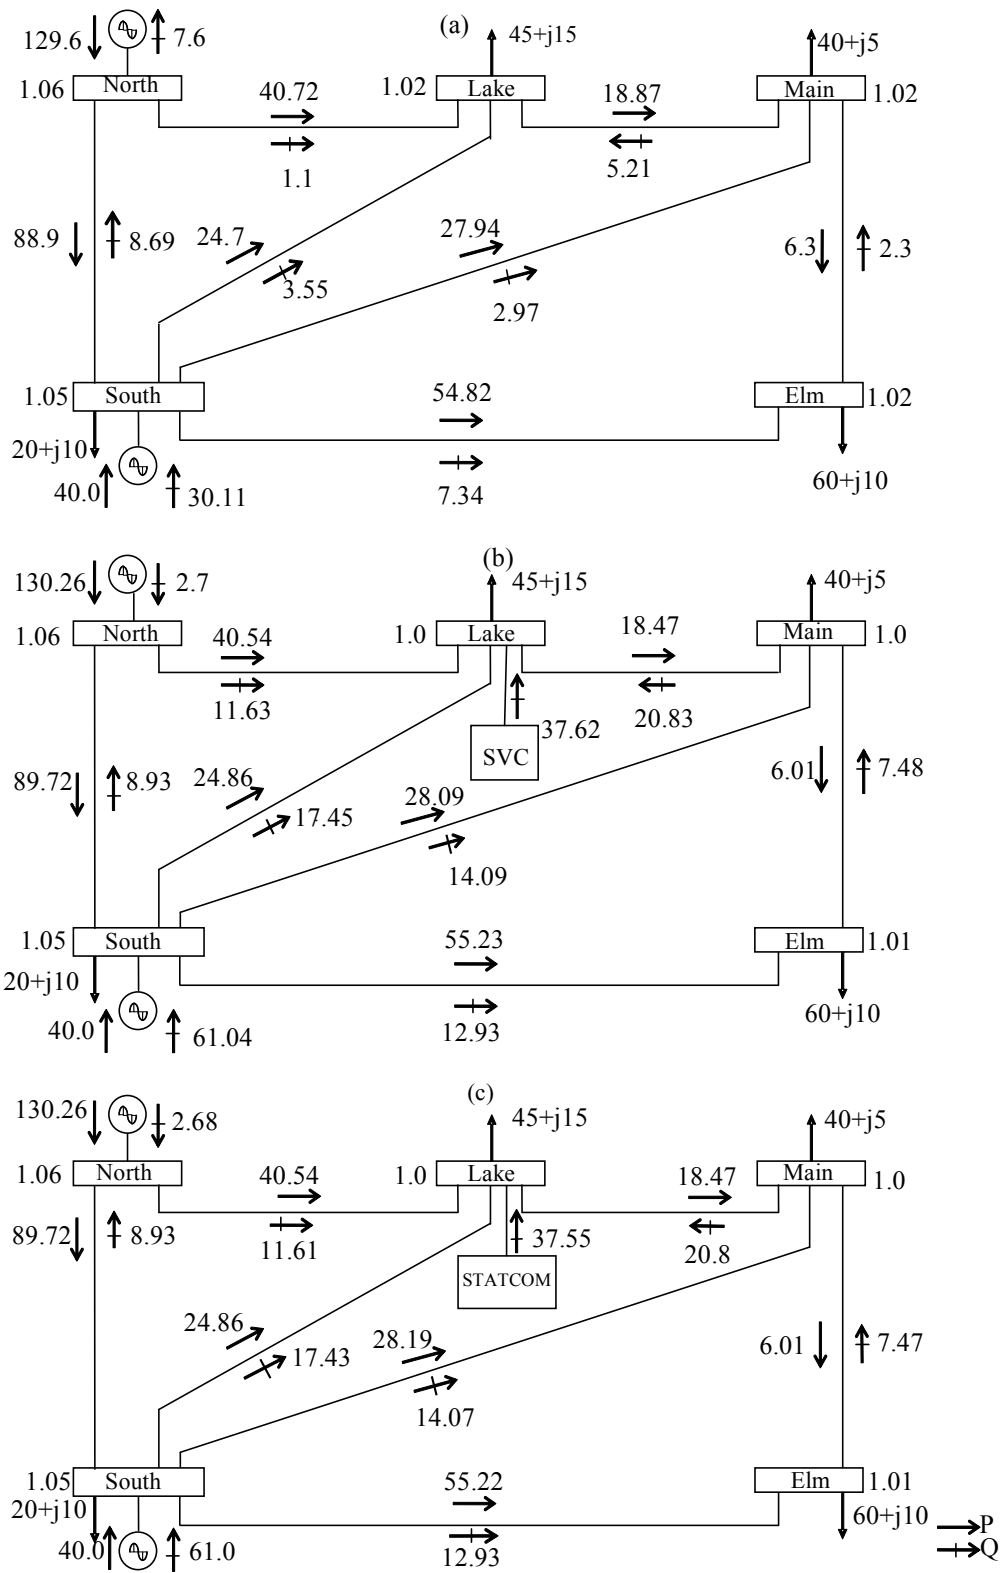 (a)
129.6
7.6
45+j15
40+j5
1.06
North
40.72
1.02
Lake
18.87
Main
1.02
1.1
5.21
88.9
8.69
24.7
3.55
27.94
2.97
6.3
2.3
1.05
South
54.82
Elm
1.02
20+j10
40.0
30.11
7.34
60+j10
(b)
130.26
2.7
45+j15
40+j5
1.06
North
40.54
1.0
Lake
18.47
Main
1.0
11.63
37.62
20.83
SVC
89.72
8.93
24.86
17.45
28.09
14.09
6.01
7.48
1.05
South
55.23
Elm
1.01
20+j10
40.0
61.04
12.93
60+j10
(c)
130.26
2.68
45+j15
40+j5
1.06
North
40.54
1.0
Lake
18.47
Main
1.0
89.72
8.93
11.61
37.55
20.8
STATCOM
24.86
17.43
28.19
14.07
6.01
7.47
1.05
South
55.22
Elm
1.01
20+j10
40.0
61.0
12.93
60+j10
P
Q